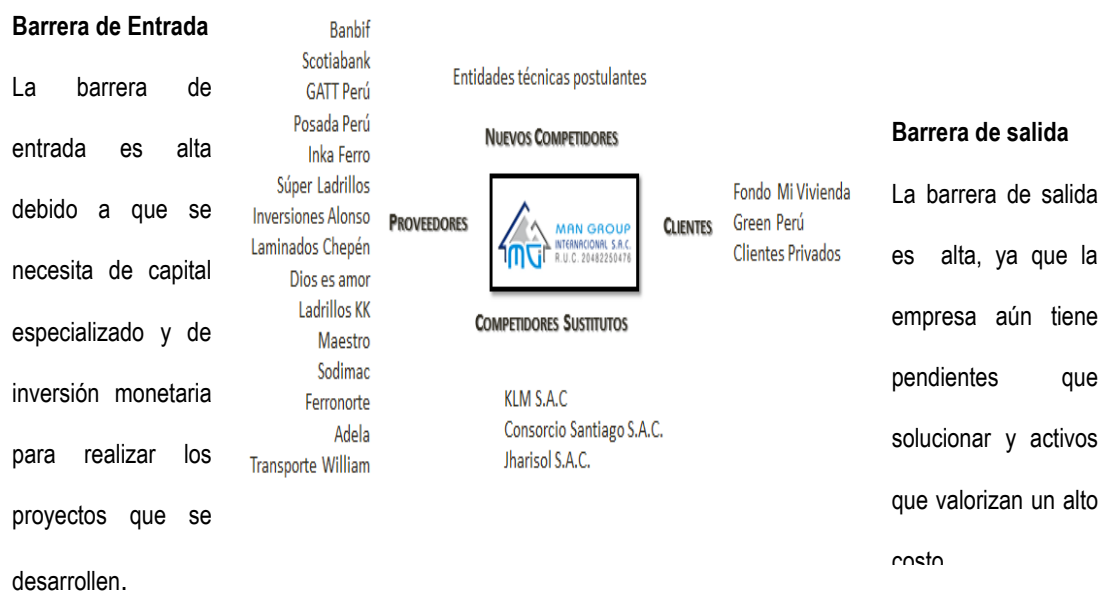 Barrera de Entrada
La barrera de
entrada es alta
debido a que se
necesita de capital
especializado y de
inversión monetaria
para realizar los
proyectos que se
desarrollen.
Banbif
Scotiabank
GATT Perú
Posada Perú
Inka Ferro
Súper Ladrillos
Inversiones Alonso
Laminados Chepén
Dios es amor
Ladrillos KK
Maestro
Sodimac
Ferronorte
Adela
Transporte William
PROVEEDORES
Entidades técnicas postulantes
NUEVOS COMPETIDORES
MGI
MAN GROUP
INTERNACIONAL S.A.C.
R.U.C. 20482250476
COMPETIDORES SUSTITUTOS
KLM S.A.C
Consorcio Santiago S.A.C.
Jharisol S.A.C.
CLIENTES
Fondo Mi Vivienda
Green Perú
Clientes Privados
Barrera de salida
La barrera de salida
es alta, ya que la
empresa aún tiene
pendientes que
solucionar y activos
que valorizan un alto
costo